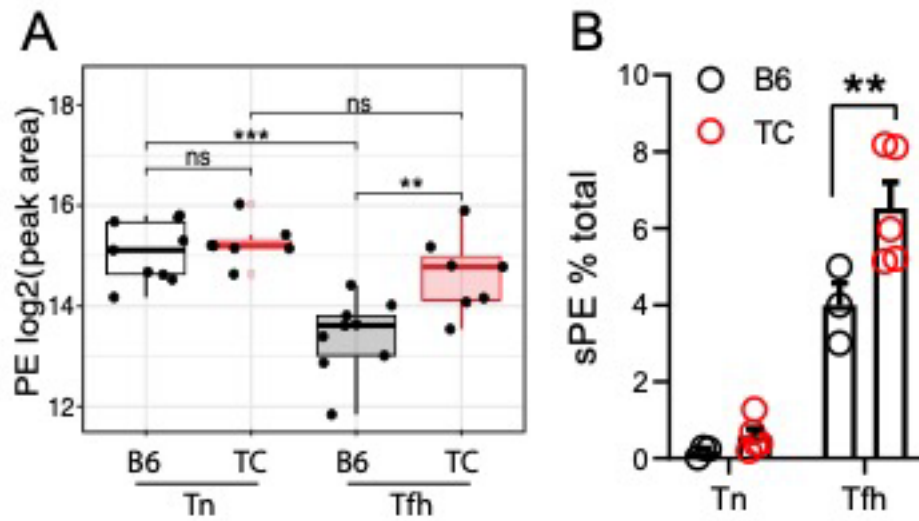 A
PE log2(peak area)
18
16
14
12
ns
***
ns
**
B6 TC B6 TC
Tn Tfh
B
sPE % total
10
8
6
4
2
0
B6
TC
**
Tn Tfh